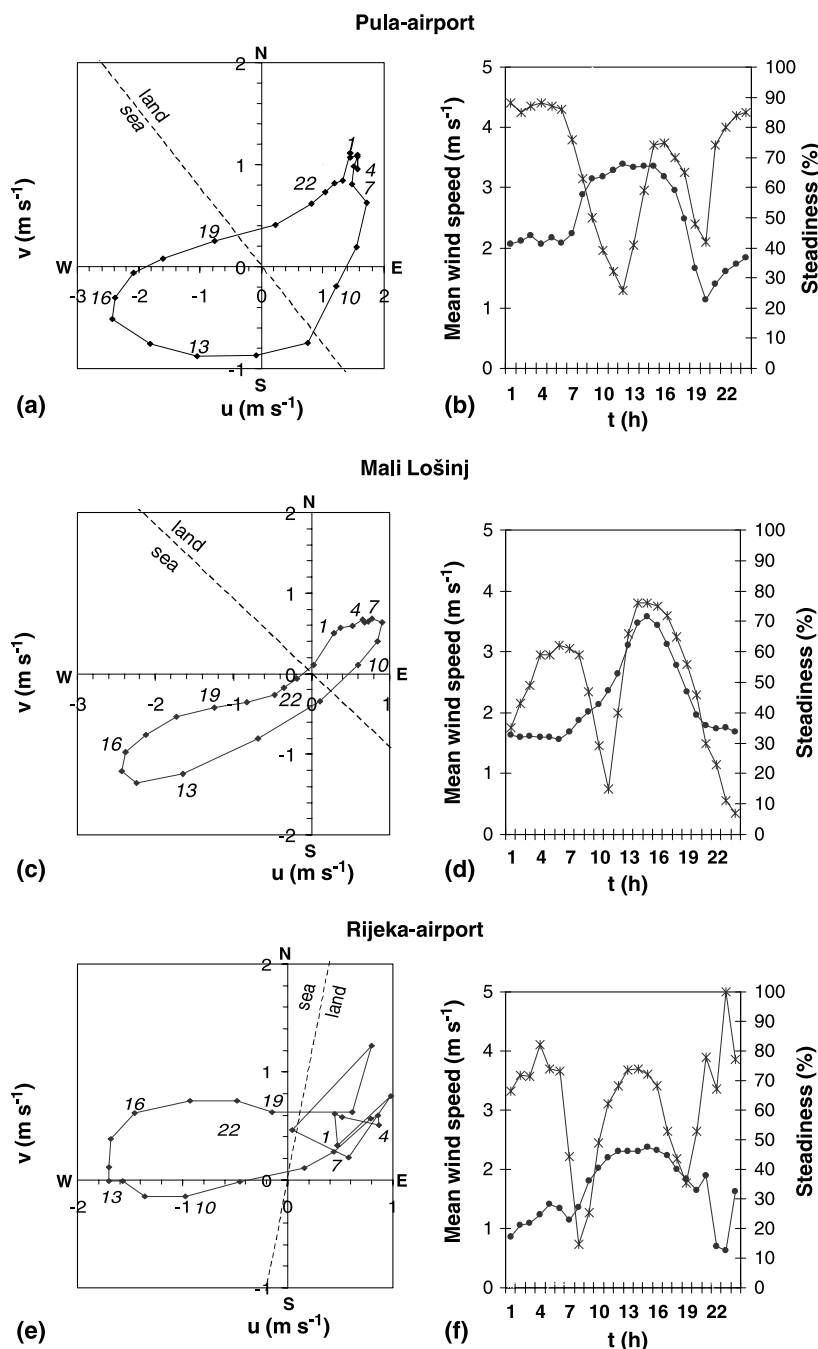 Pula-airport
N
2
land
sea
1
1
4
7
22
19
v (m s⁻¹)
W
E
-3
-2
-1
0
1
2
16
10
13
-1
S
(a)
u (m s⁻¹)
5
4
3
2
1
0
Mean wind speed (m s⁻¹)
100
90
80
70
60
50
40
30
20
10
0
Steadiness (%)
1 4 7 10 13 16 19 22
(b)
t (h)
Mali Lošinj
N
2
land
sea
1
4
7
1
10
v (m s⁻¹)
W
E
-3
-2
-1
0
0
1
22
19
16
13
-1
-2
S
(c)
u (m s⁻¹)
5
4
3
2
1
0
Mean wind speed (m s⁻¹)
100
90
80
70
60
50
40
30
20
10
0
Steadiness (%)
1 4 7 10 13 16 19 22
(d)
t (h)
Rijeka-airport
N
2
sea
land
1
16
19
22
1
4
7
v (m s⁻¹)
W
E
-2
-1
0
1
13
10
-1
S
(e)
u (m s⁻¹)
5
4
3
2
1
0
Mean wind speed (m s⁻¹)
100
90
80
70
60
50
40
30
20
10
0
Steadiness (%)
1 4 7 10 13 16 19 22
(f)
t (h)